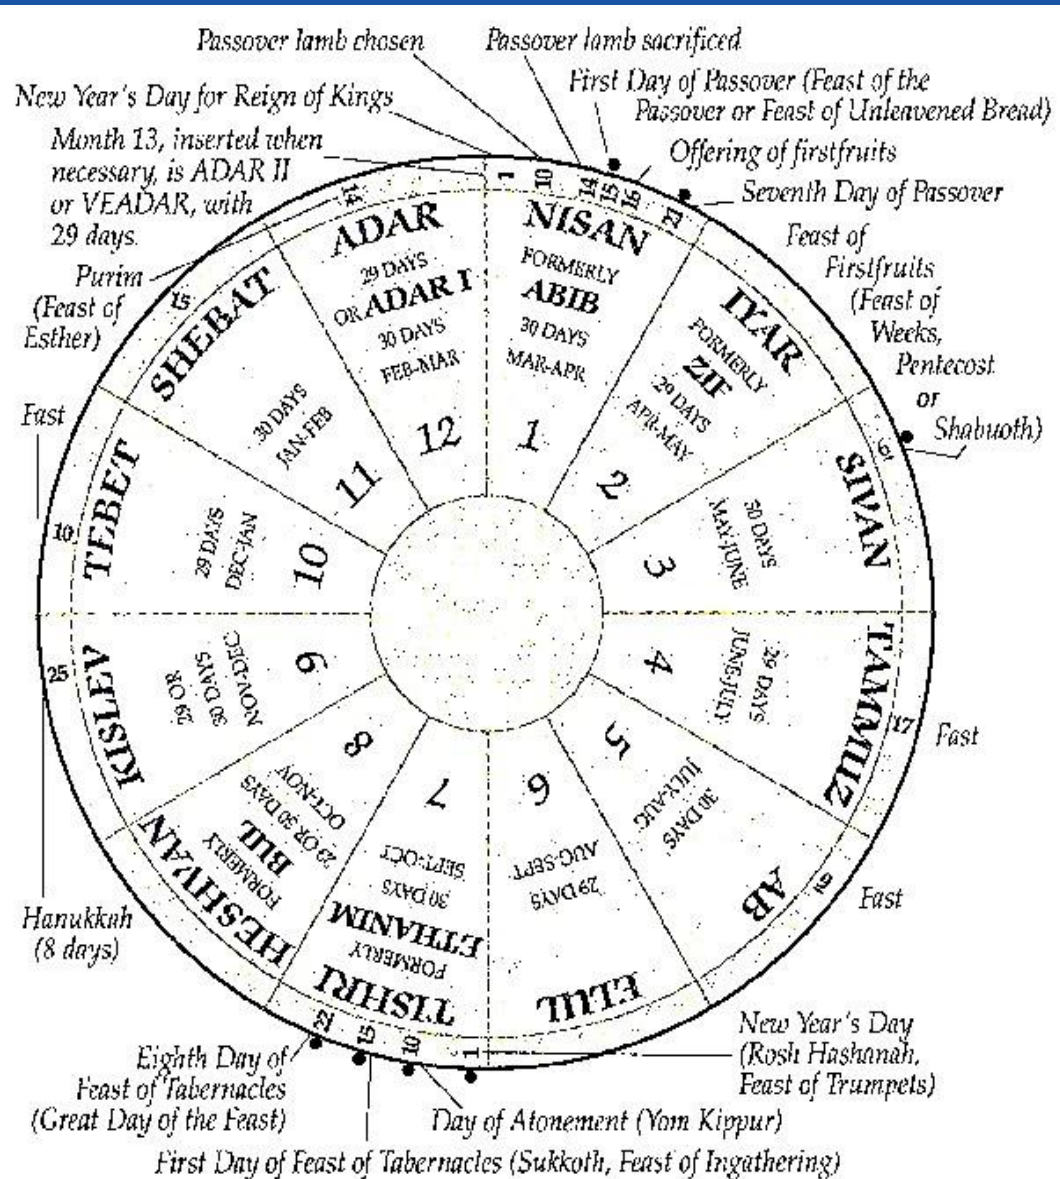 Passover lamb chosen
Passover lamb sacrificed
First Day of Passover (Feast of the
Passover or Feast of Unleavened Bread)
New Year's Day for Reign of Kings
Offering of firstfruits
Month 13, inserted when
necessary, is ADAR II
or VEADAR, with
29 days.
Seventh Day of Passover
Purim
(Feast of
Esther)
Feast of
Firstfruits
(Feast of
Weeks,
Pentecost
or
Shabuoth)
1
10
14
15
16
21
NISAN
FORMERLY
ABIB
30 DAYS
MAR-APR
1
IYAR
FORMERLY
ZIF
29 DAYS
APR-MAY
2
SIVAN
30 DAYS
MAY-JUNE
3
TAMMUZ
17
29 DAYS
JUNE-JULY
4
Fast
AB
30 DAYS
JULY-AUG
5
Fast
ELUL
29 DAYS
AUG-SEPT
6
1
10
15
TISHRI
FORMERLY
ETHANIM
30 DAYS
SEPT-OCT
7
HESHVAN
FORMERLY
BUL
29 OR 30 DAYS
OCT-NOV
8
25
KISLEV
29 OR
30 DAYS
NOV-DEC
9
10
TEBET
29 DAYS
DEC-JAN
10
Fast
15
SHEBAT
30 DAYS
JAN-FEB
11
ADAR
29 DAYS
OR ADAR I
30 DAYS
FEB-MAR
12
Hanukkah
(8 days)
New Year's Day
(Rosh Hashanah,
Feast of Trumpets)
Eighth Day of
Feast of Tabernacles
(Great Day of the Feast)
Day of Atonement (Yom Kippur)
First Day of Feast of Tabernacles (Sukkoth, Feast of Ingathering)